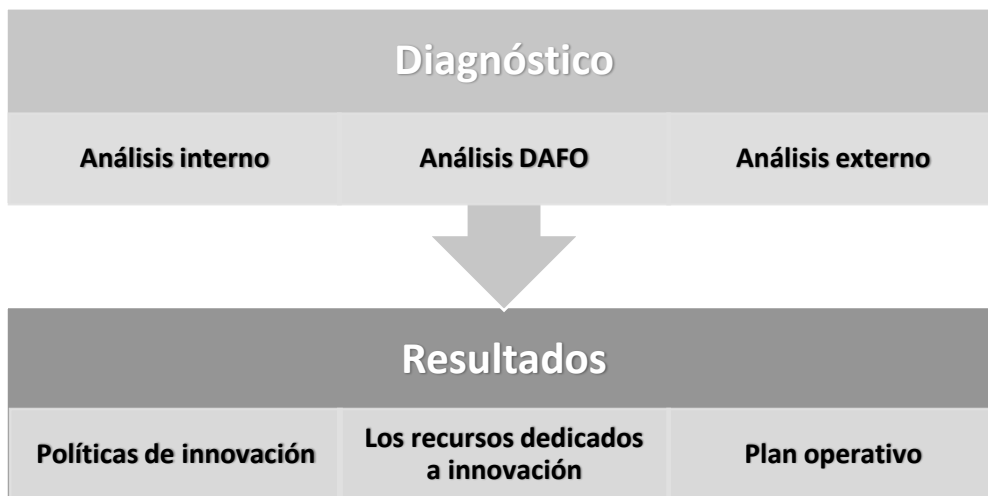 Diagnóstico
Análisis interno
Análisis DAFO
Análisis externo
Resultados
Políticas de innovación
Los recursos dedicados
a innovación
Plan operativo